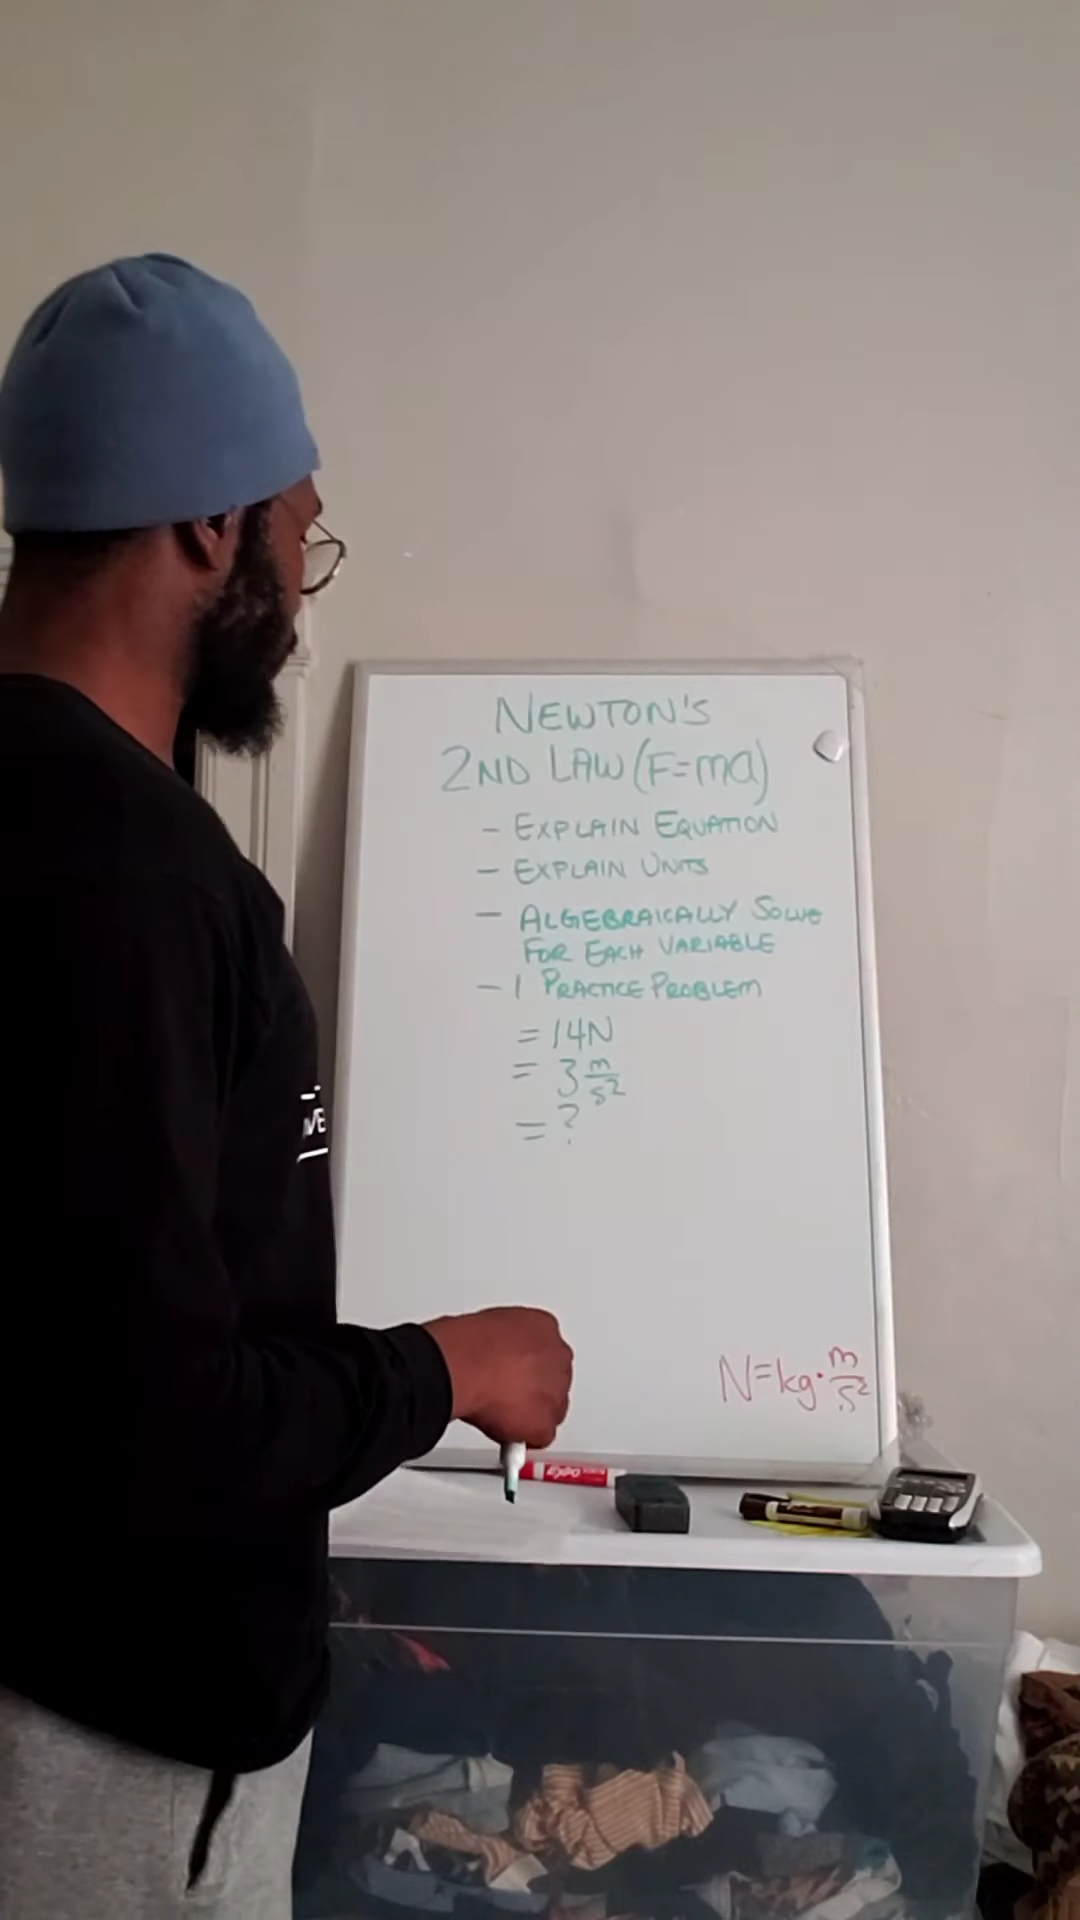 NEWTON'S
2ND LAW (F=ma)
- EXPLAIN EQUATION
- EXPLAIN UNITS
- ALGEBRAICALLY SOLVE
FOR EACH VARIABLE
- 1 PRACTICE PROBLEM
= 14N
= 3 m/s²
= ?
N=kg·m/s²
EXPO